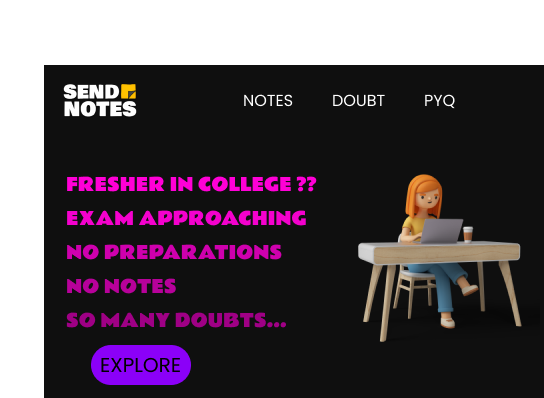 SEND
NOTES
NOTES DOUBT PYQ
FRESHER IN COLLEGE ??
EXAM APPROACHING
NO PREPARATIONS
NO NOTES
SO MANY DOUBTS...
EXPLORE